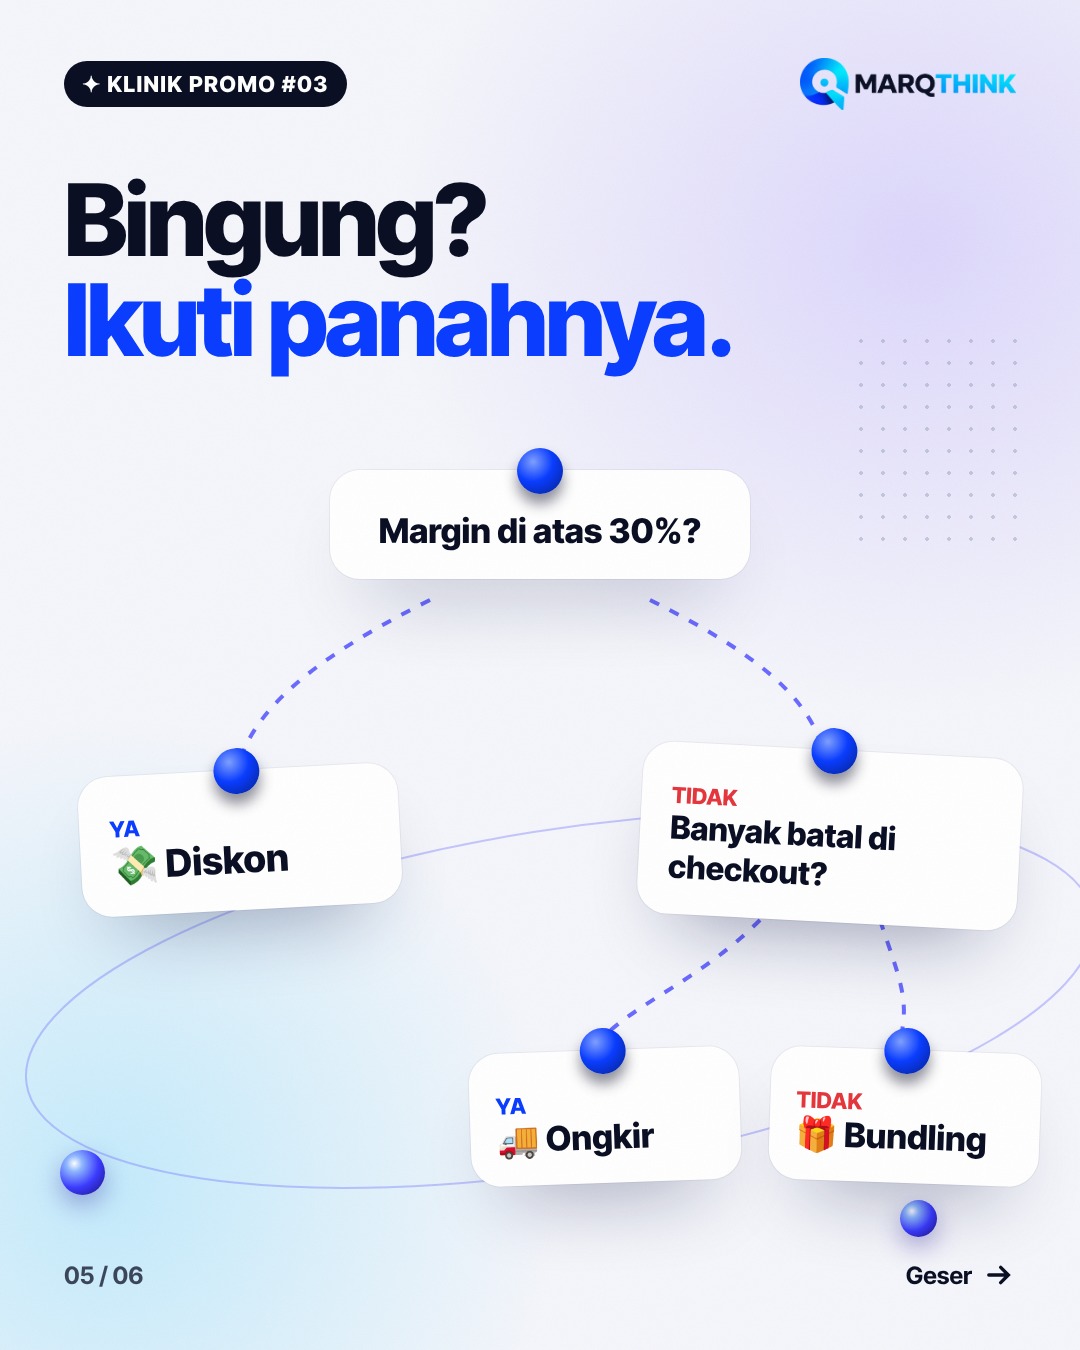 ✦ KLINIK PROMO #03
MARQTHINK
Bingung?
Ikuti panahnya.
Margin di atas 30%?
YA
💸 Diskon
TIDAK
Banyak batal di
checkout?
YA
🚚 Ongkir
TIDAK
🎁 Bundling
05 / 06
Geser →